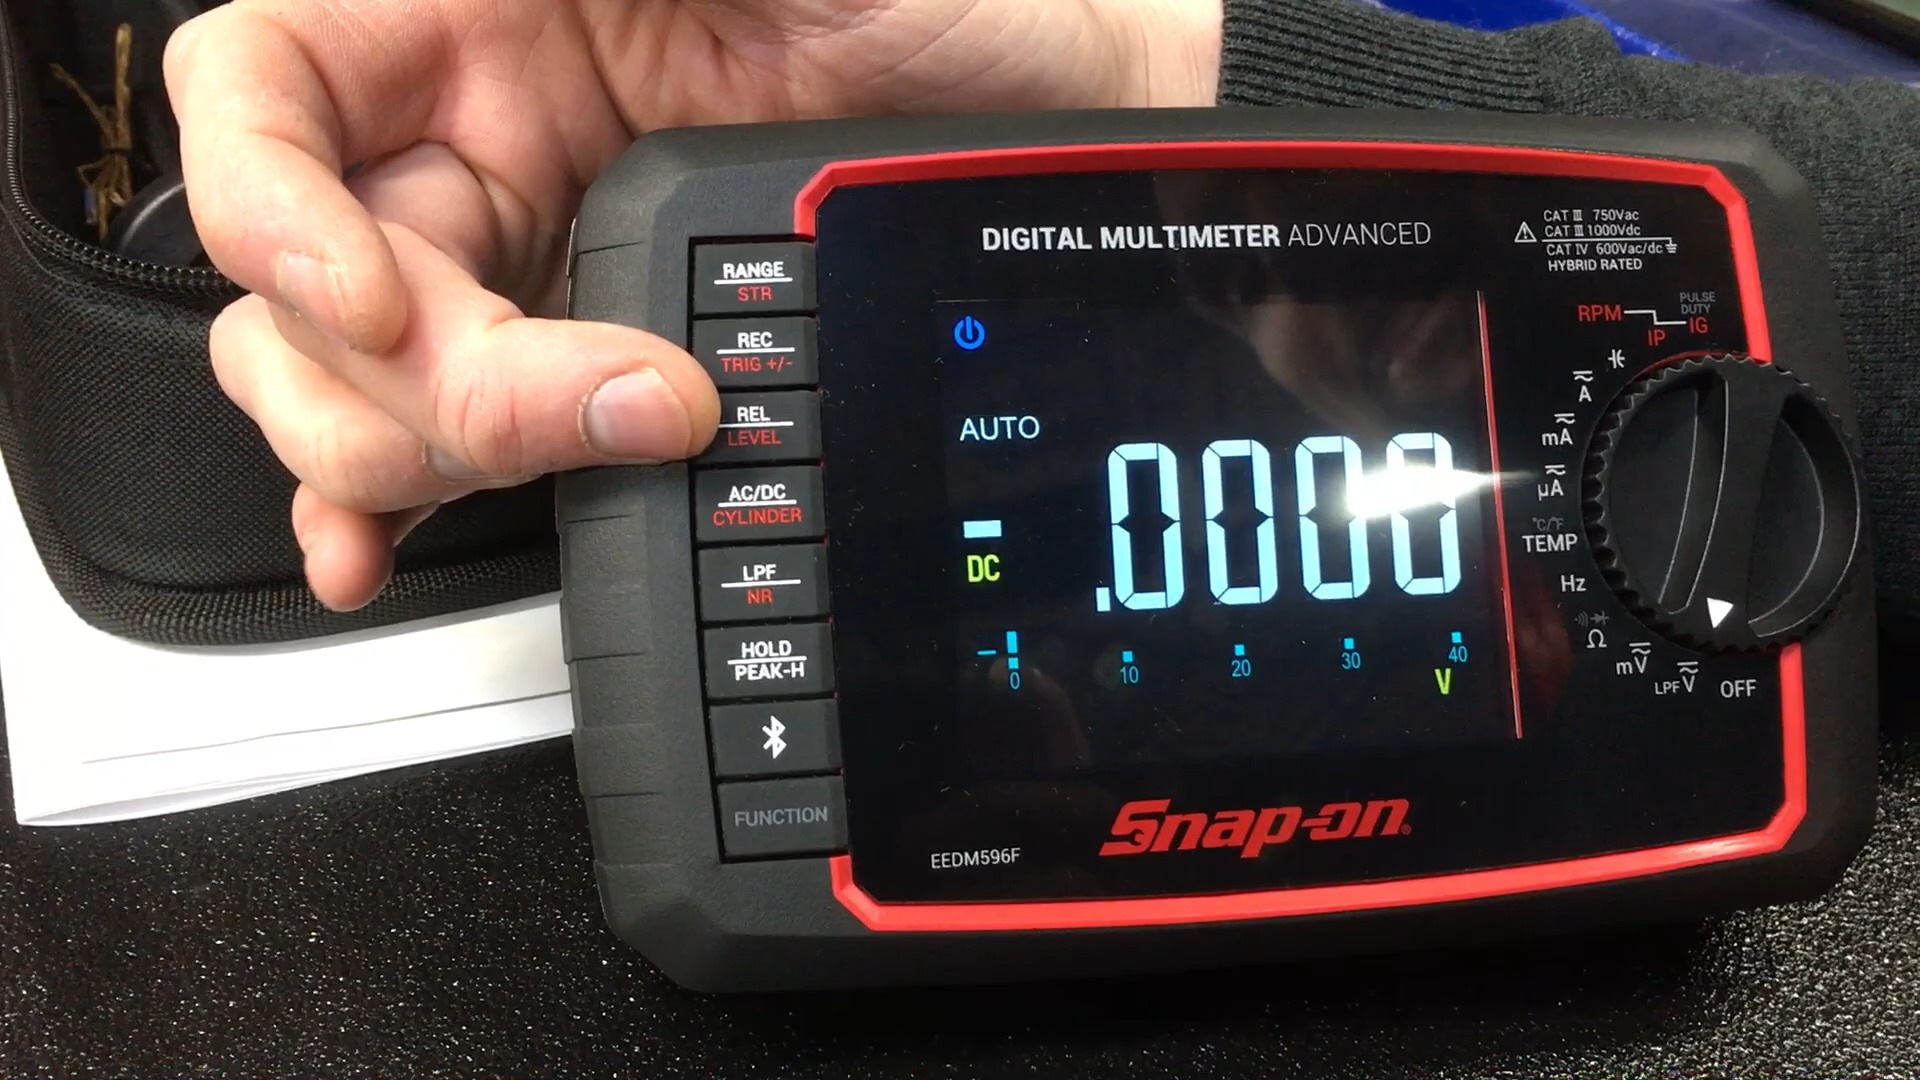 DIGITAL MULTIMETER ADVANCED
CAT III 750Vac
CAT III 1000Vdc
CAT IV 600Vac/dc
HYBRID RATED
RANGE
STR
REC
TRIG +/-
REL
LEVEL
AC/DC
CYLINDER
LPF
NR
HOLD
PEAK-H
FUNCTION
AUTO
-.0000
DC
0 10 20 30 40
V
Snap-on
EEDM596F
PULSE
DUTY
RPM
IP
IG
A
mA
µA
°C/°F
TEMP
Hz
Ω
mV
LPF V
OFF